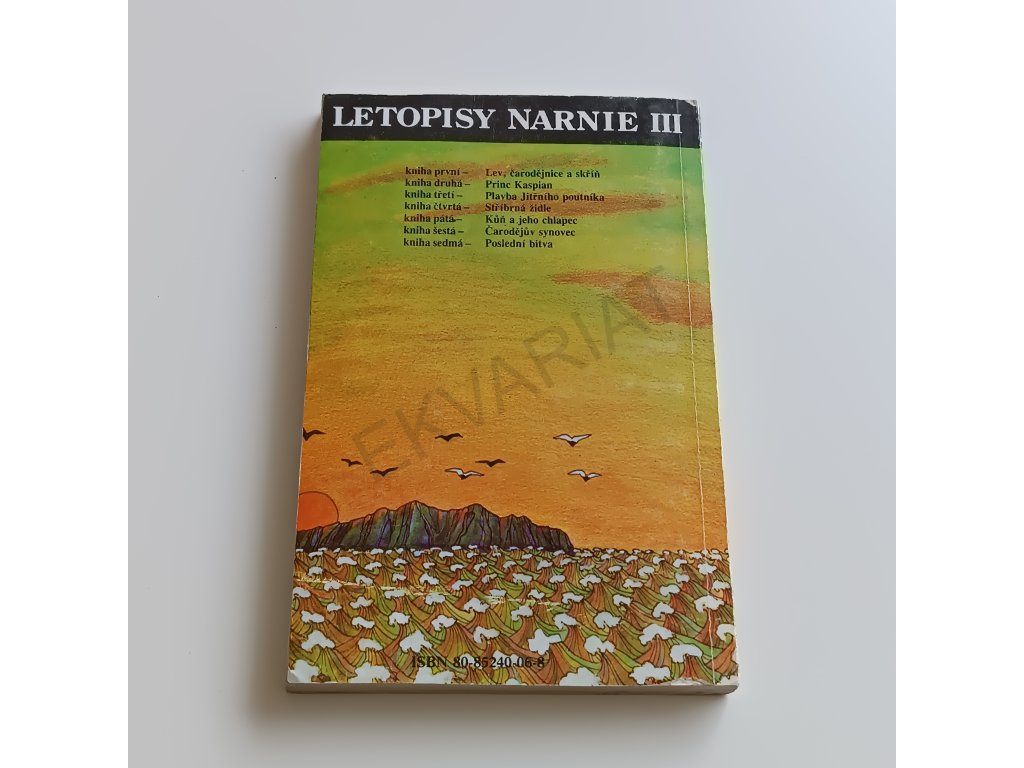 LETOPISY NARNIE III
kniha první – Lev, čarodějnice a skříň
kniha druhá – Princ Kaspian
kniha třetí – Plavba Jitřního poutníka
kniha čtvrtá – Stříbrná židle
kniha pátá – Kůň a jeho chlapec
kniha šestá – Čarodějův synovec
kniha sedmá – Poslední bitva
EKVARIAT
ISBN 80-85240-06-8